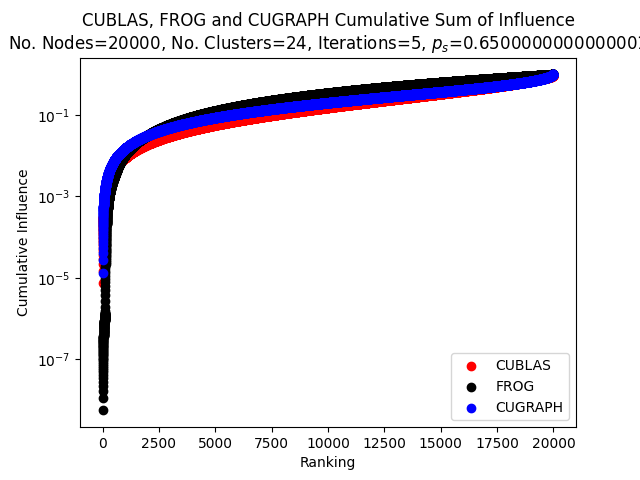 CUBLAS, FROG and CUGRAPH Cumulative Sum of Influence
No. Nodes=20000, No. Clusters=24, Iterations=5, pₛ=0.6500000000000001
10⁻¹
10⁻³
10⁻⁵
10⁻⁷
Cumulative Influence
CUBLAS
FROG
CUGRAPH
0 2500 5000 7500 10000 12500 15000 17500 20000
Ranking